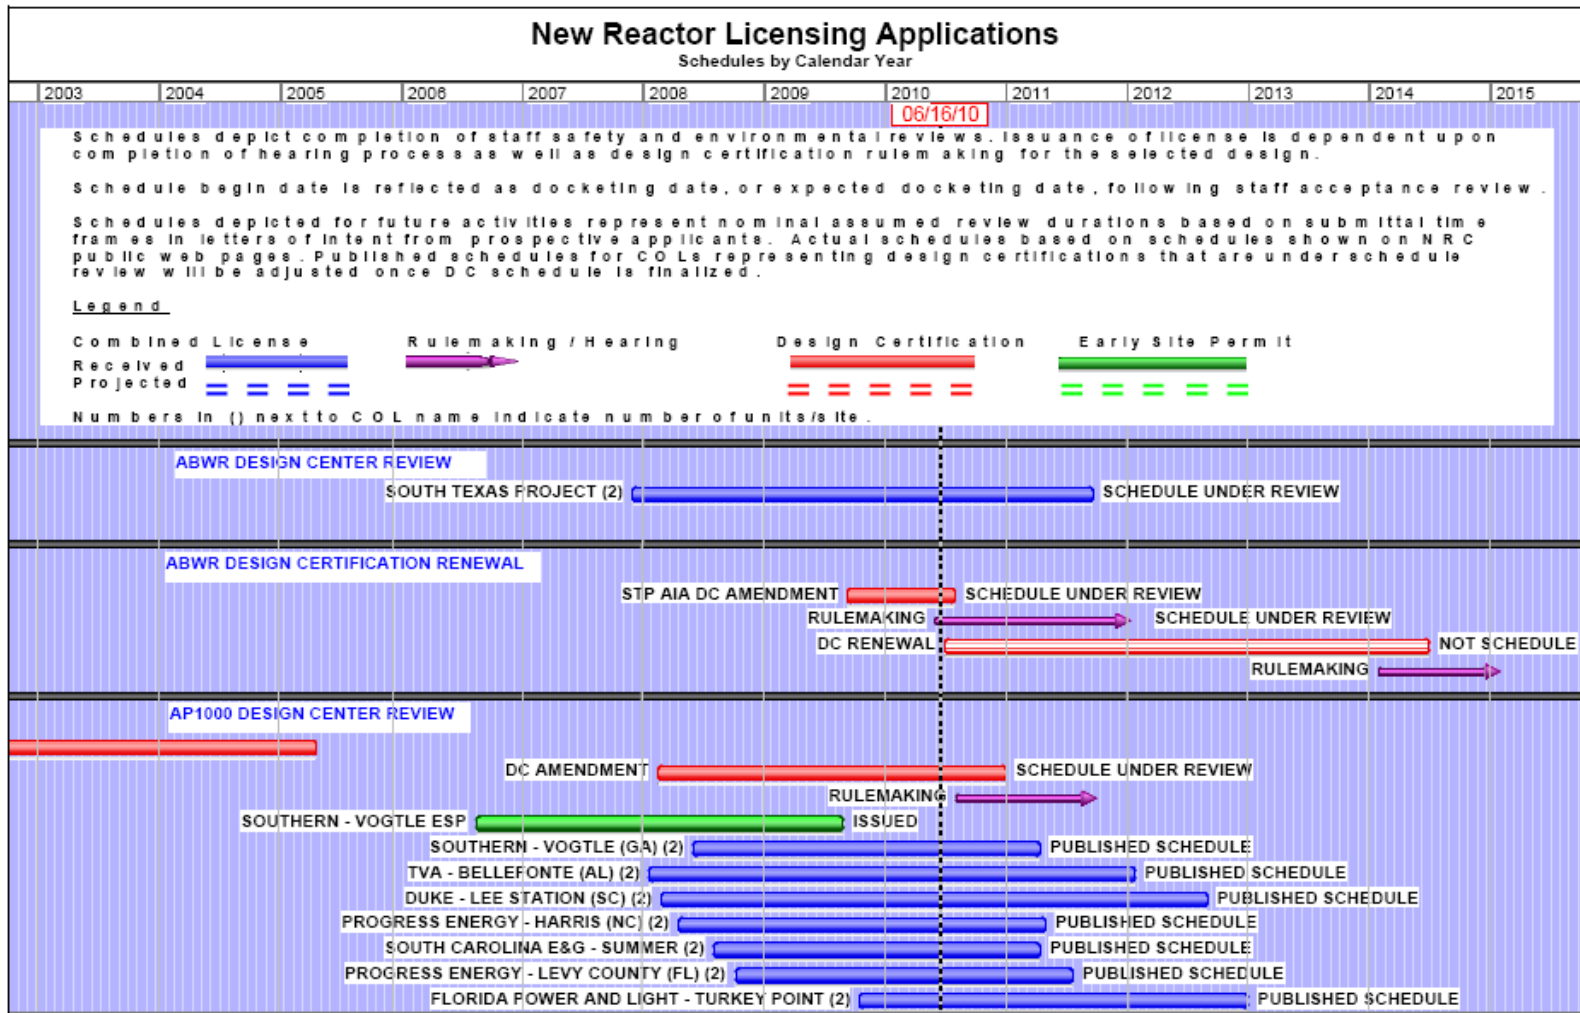 New Reactor Licensing Applications
Schedules by Calendar Year
2003 2004 2005 2006 2007 2008 2009 2010 2011 2012 2013 2014 2015
06/16/10
Schedules depict completion of staff safety and environmental reviews. Issuance of license is dependent upon
completion of hearing process as well as design certification rulemaking for the selected design.
Schedule begin date is reflected as docketing date, or expected docketing date, following staff acceptance review.
Schedules depicted for future activities represent nominal assumed review durations based on submittal time
frames in letters of intent from prospective applicants. Actual schedules based on schedules shown on NRC
public web pages. Published schedules for COLs representing design certifications that are under schedule
review will be adjusted once DC schedule is finalized.
Legend
Combined License Rulemaking / Hearing Design Certification Early Site Permit
Received
Projected
Numbers in () next to COL name indicate number of units/site.
ABWR DESIGN CENTER REVIEW
SOUTH TEXAS PROJECT (2) SCHEDULE UNDER REVIEW
ABWR DESIGN CERTIFICATION RENEWAL
STP AIA DC AMENDMENT SCHEDULE UNDER REVIEW
RULEMAKING SCHEDULE UNDER REVIEW
DC RENEWAL NOT SCHEDULE
RULEMAKING
AP1000 DESIGN CENTER REVIEW
DC AMENDMENT SCHEDULE UNDER REVIEW
RULEMAKING
SOUTHERN - VOGTLE ESP ISSUED
SOUTHERN - VOGTLE (GA) (2) PUBLISHED SCHEDULE
TVA - BELLEFONTE (AL) (2) PUBLISHED SCHEDULE
DUKE - LEE STATION (SC) (2) PUBLISHED SCHEDULE
PROGRESS ENERGY - HARRIS (NC) (2) PUBLISHED SCHEDULE
SOUTH CAROLINA E&G - SUMMER (2) PUBLISHED SCHEDULE
PROGRESS ENERGY - LEVY COUNTY (FL) (2) PUBLISHED SCHEDULE
FLORIDA POWER AND LIGHT - TURKEY POINT (2) PUBLISHED SCHEDULE